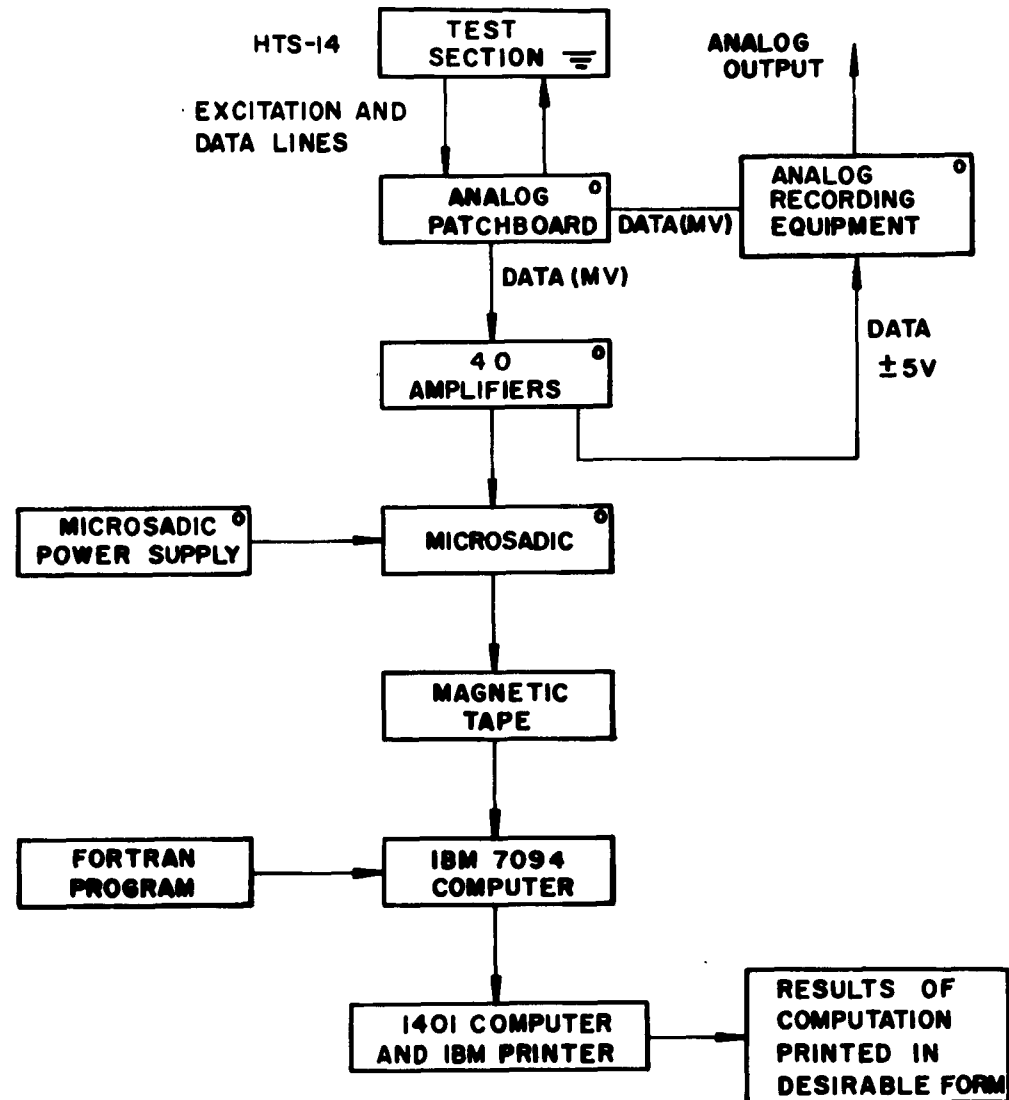 HTS-14
TEST
SECTION
ANALOG
OUTPUT
EXCITATION AND
DATA LINES
ANALOG
PATCHBOARD
O
DATA(MV)
ANALOG
RECORDING
EQUIPMENT
O
DATA (MV)
DATA
±5V
40
AMPLIFIERS
O
MICROSADIC
POWER SUPPLY
O
MICROSADIC
O
MAGNETIC
TAPE
FORTRAN
PROGRAM
IBM 7094
COMPUTER
1401 COMPUTER
AND IBM PRINTER
RESULTS OF
COMPUTATION
PRINTED IN
DESIRABLE FORM